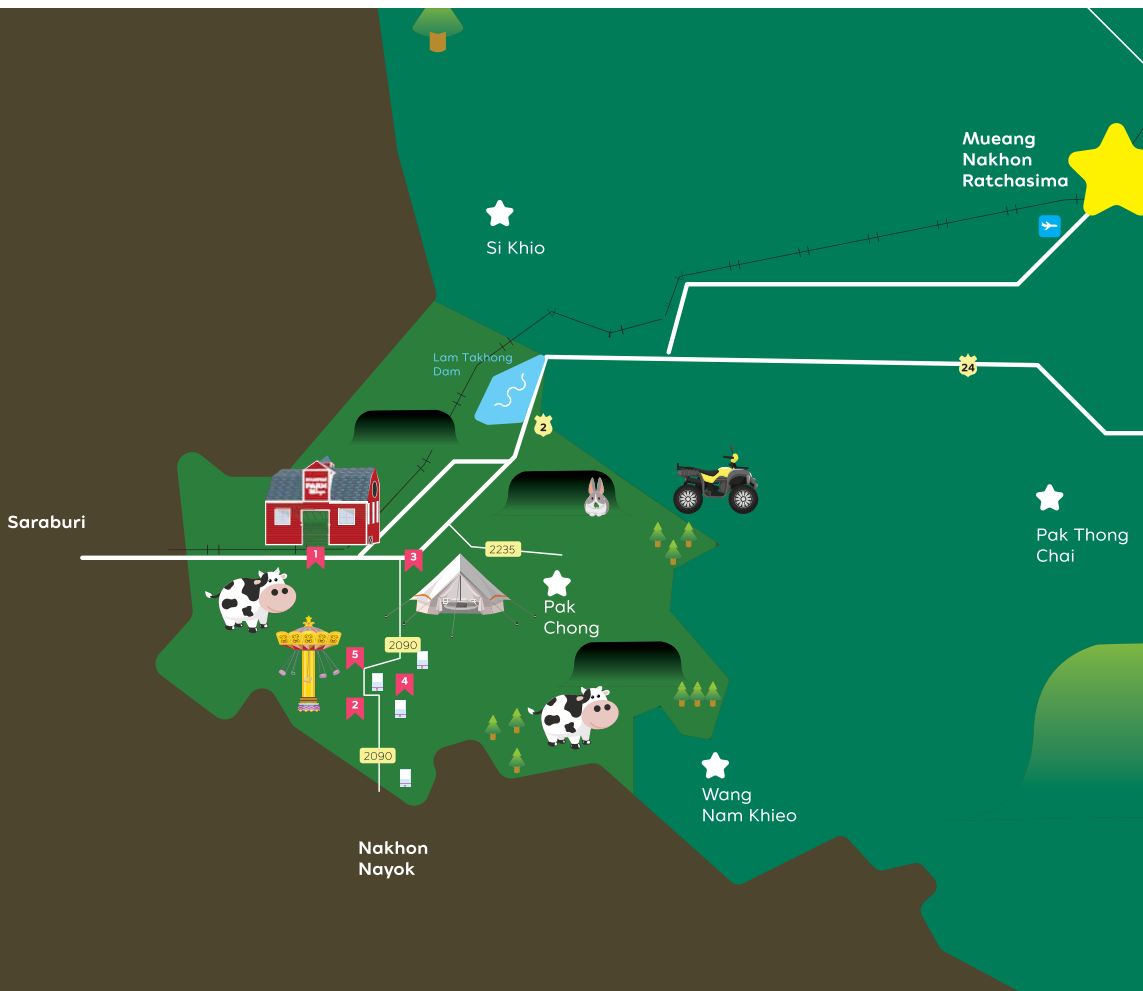 Mueang
Nakhon
Ratchasima
Si Khio
Lam Takhong
Dam
24
2
Saraburi
FARM
Pak Thong
Chai
1
3
2235
Pak
Chong
2090
5
4
2
2090
Wang
Nam Khieo
Nakhon
Nayok